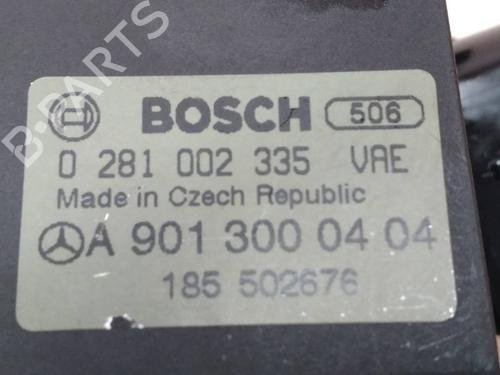 BOSCH 506
0 281 002 335 VAE
Made in Czech Republic
A 901 300 04 04
185 502676
B-PARTS